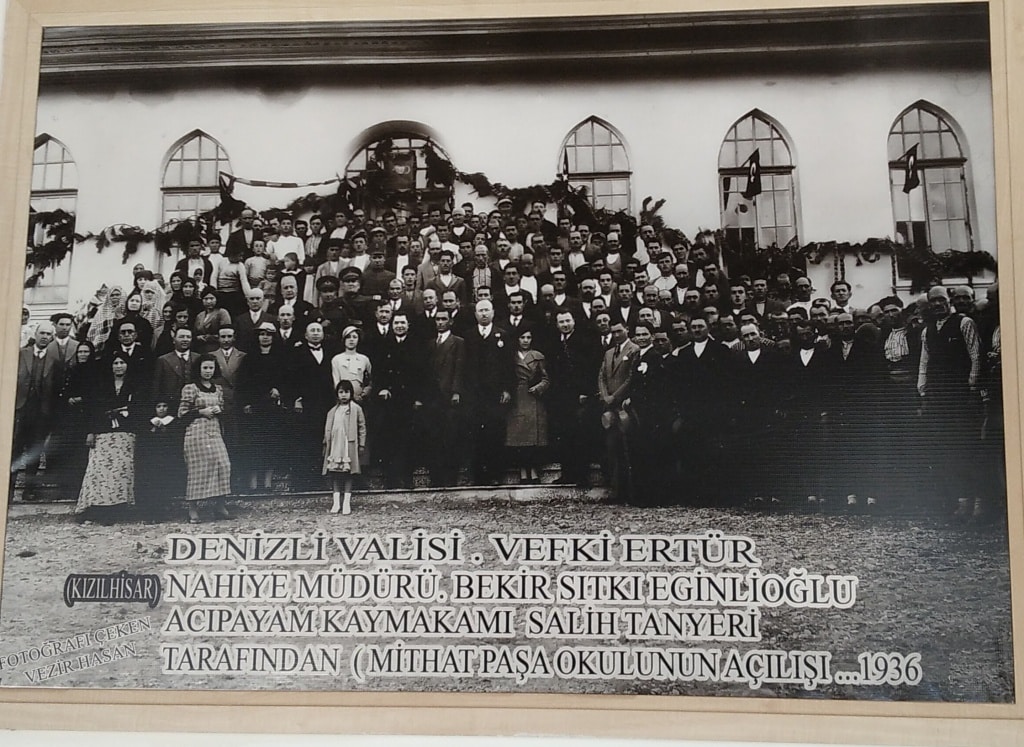 DENİZLİ VALİSİ . VEFKİ ERTÜR
(KIZILHİSAR) NAHİYE MÜDÜRÜ. BEKİR SITKI EGİNLİOĞLU
ACIPAYAM KAYMAKAMI SALİH TANYERİ
TARAFINDAN (MİTHAT PAŞA OKULUNUN AÇILIŞI ...1936
FOTOĞRAFI ÇEKEN
VEZİR HASAN